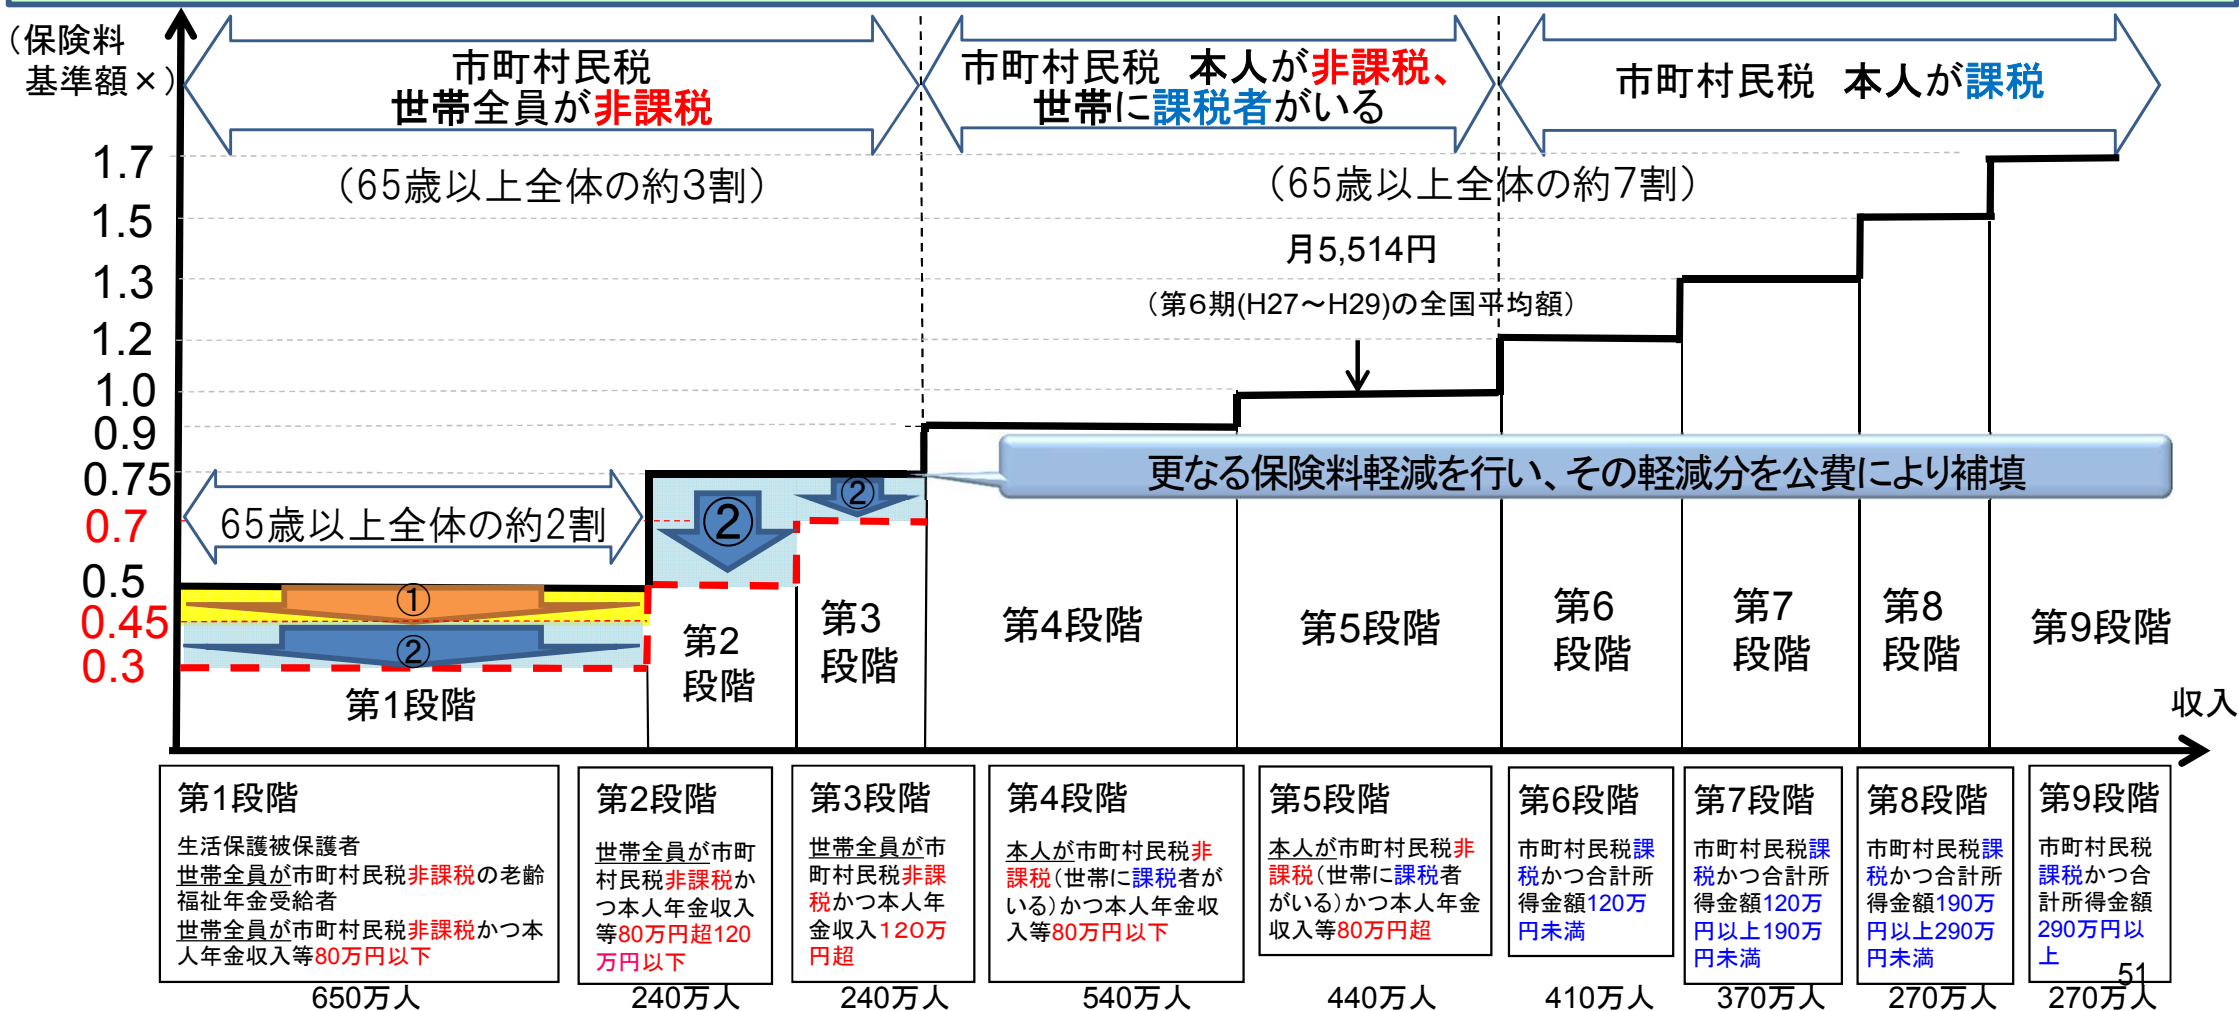 （保険料
基準額×）
市町村民税
世帯全員が非課税
市町村民税　本人が非課税、
世帯に課税者がいる
市町村民税　本人が課税
（65歳以上全体の約3割）
（65歳以上全体の約7割）
1.7
1.5
1.3
1.2
1.0
0.9
0.75
0.7
0.5
0.45
0.3
月5,514円
（第6期(H27～H29)の全国平均額）
更なる保険料軽減を行い、その軽減分を公費により補填
65歳以上全体の約2割
①
②
②
②
第1段階
第2
段階
第3
段階
第4段階
第5段階
第6
段階
第7
段階
第8
段階
第9段階
収入
第1段階
生活保護被保護者
世帯全員が市町村民税非課税の老齢
福祉年金受給者
世帯全員が市町村民税非課税かつ本
人年金収入等80万円以下
650万人
第2段階
世帯全員が市町
村民税非課税か
つ本人年金収入
等80万円超120
万円以下
240万人
第3段階
世帯全員が市
町村民税非課
税かつ本人年
金収入１２０万
円超
240万人
第4段階
本人が市町村民税非
課税（世帯に課税者が
いる）かつ本人年金収
入等80万円以下
540万人
第5段階
本人が市町村民税非
課税（世帯に課税者
がいる）かつ本人年金
収入等80万円超
440万人
第6段階
市町村民税課
税かつ合計所
得金額120万
円未満
410万人
第7段階
市町村民税課
税かつ合計所
得金額120万
円以上190万
円未満
370万人
第8段階
市町村民税課
税かつ合計所
得金額190万
円以上290万
円未満
270万人
第9段階
市町村民税
課税かつ合
計所得金額
290万円以
上
270万人
51